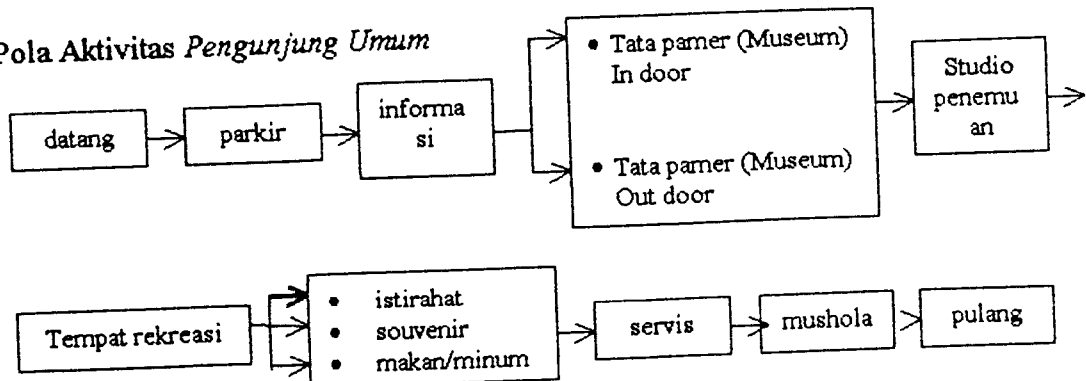 Pola Aktivitas Pengunjung Umum
datang
parkir
informa
si
• Tata pamer (Museum)
In door
• Tata pamer (Museum)
Out door
Studio
penemu
an
Tempat rekreasi
• istirahat
• souvenir
• makan/minum
servis
mushola
pulang